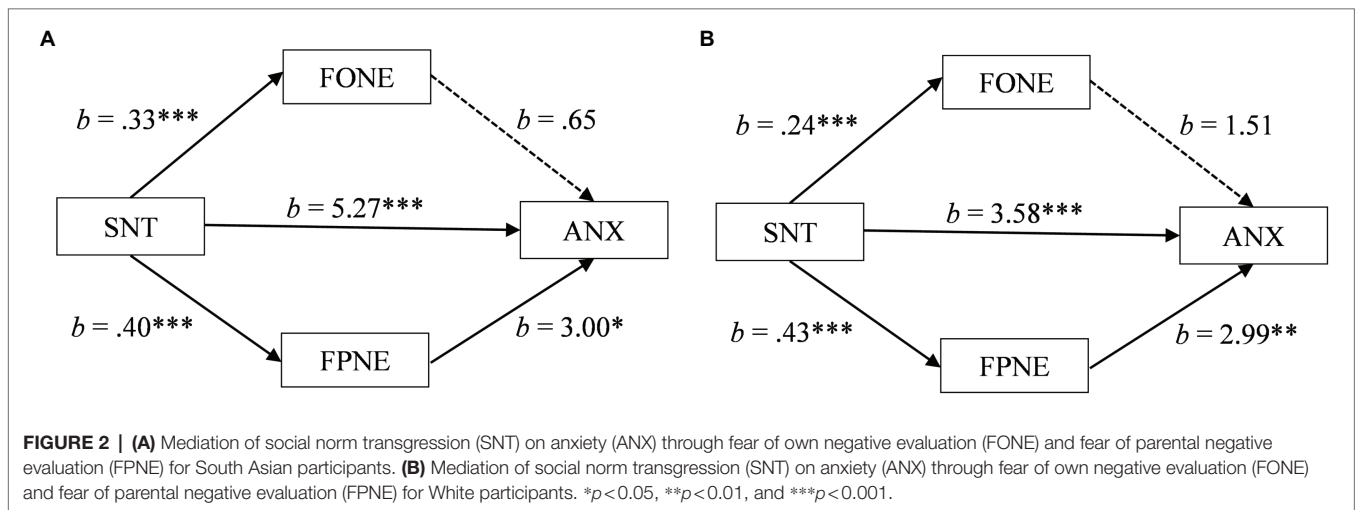 A
FONE
b = .33***
b = .65
b = 5.27***
SNT
ANX
b = .40***
b = 3.00*
FPNE
B
FONE
b = .24***
b = 1.51
b = 3.58***
SNT
ANX
b = .43***
b = 2.99**
FPNE
FIGURE 2 | (A) Mediation of social norm transgression (SNT) on anxiety (ANX) through fear of own negative evaluation (FONE) and fear of parental negative
evaluation (FPNE) for South Asian participants. (B) Mediation of social norm transgression (SNT) on anxiety (ANX) through fear of own negative evaluation (FONE)
and fear of parental negative evaluation (FPNE) for White participants. *p<0.05, **p<0.01, and ***p<0.001.